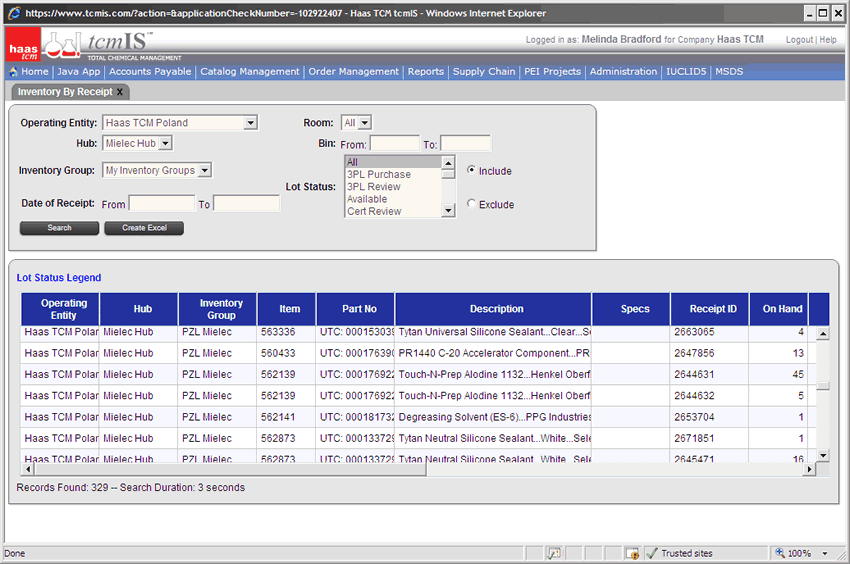 https://www.tcmis.com/?action=&applicationCheckNumber=-102922407 - Haas TCM tcmIS - Windows Internet Explorer
haas tcm
tcmIS™
TOTAL CHEMICAL MANAGEMENT
Logged in as: Melinda Bradford for Company Haas TCM Logout | Help
Home | Java App | Accounts Payable | Catalog Management | Order Management | Reports | Supply Chain | PEI Projects | Administration | IUCLID5 | MSDS
Inventory By Receipt X
Operating Entity: Haas TCM Poland Room: All
Hub: Mielec Hub Bin: From: To:
Inventory Group: My Inventory Groups
Lot Status: All
3PL Purchase
3PL Review
Available
Cert Review
Include
Exclude
Date of Receipt: From To
Search Create Excel
Lot Status Legend
Operating Entity Hub Inventory Group Item Part No Description Specs Receipt ID On Hand
Haas TCM Polar Mielec Hub PZL Mielec 563336 UTC: 000153039 Tytan Universal Silicone Sealant...Clear...Se 2663065 4
Haas TCM Polar Mielec Hub PZL Mielec 560433 UTC: 000176390 PR1440 C-20 Accelerator Component...PR 2647856 13
Haas TCM Polar Mielec Hub PZL Mielec 562139 UTC: 000176922 Touch-N-Prep Alodine 1132...Henkel Oberf 2644631 45
Haas TCM Polar Mielec Hub PZL Mielec 562139 UTC: 000176922 Touch-N-Prep Alodine 1132...Henkel Oberf 2644632 5
Haas TCM Polar Mielec Hub PZL Mielec 562141 UTC: 000181732 Degreasing Solvent (ES-6)...PPG Industries 2653704 1
Haas TCM Polar Mielec Hub PZL Mielec 562873 UTC: 000133729 Tytan Neutral Silicone Sealant...White...Sele 2671851 1
Haas TCM Polar Mielec Hub PZL Mielec 562873 UTC: 000133729 Tytan Neutral Silicone Sealant...White...Sele 2645471 16
Records Found: 329 -- Search Duration: 3 seconds
Done Trusted sites 100%